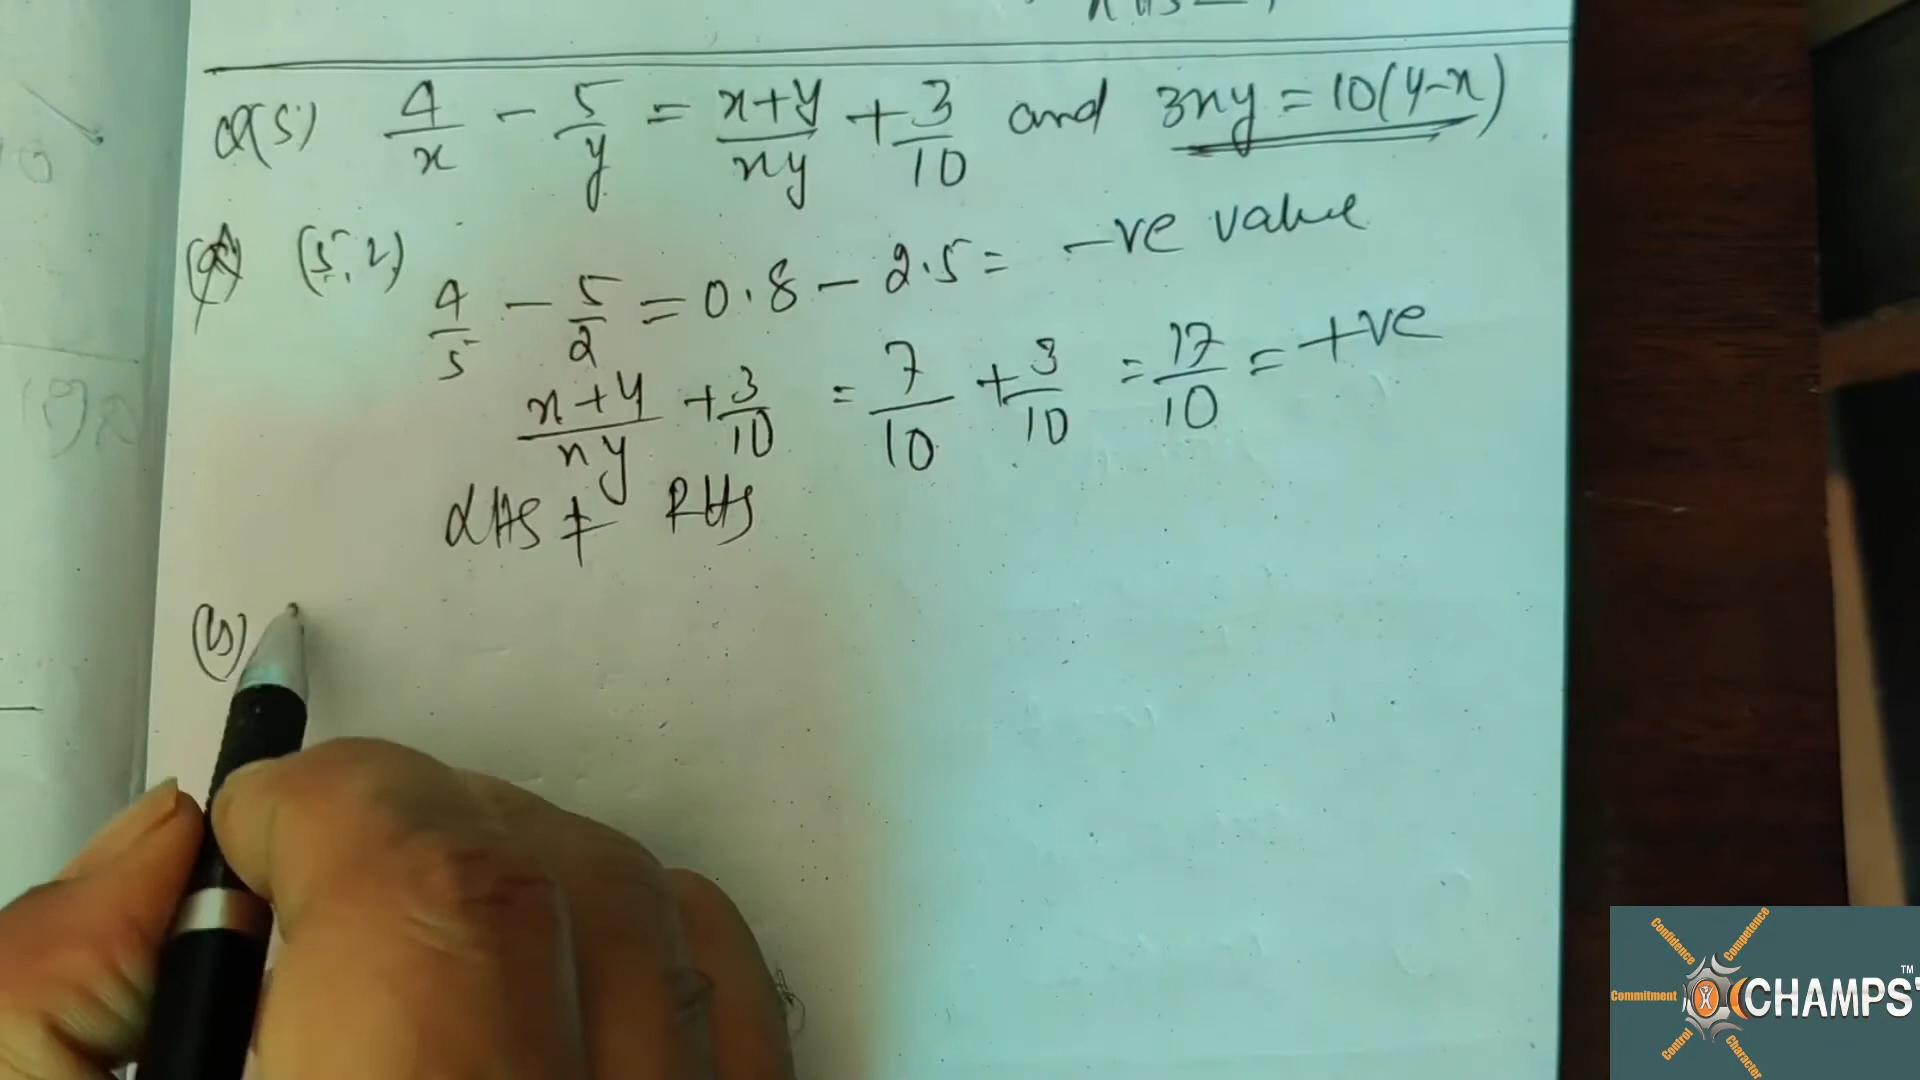 Q(5) 4/x - 5/y = x+y/xy + 3/10 and 3xy = 10(y-x)
(a) (5,2)
4/5 - 5/2 = 0.8 - 2.5 = -ve value
x+y/xy + 3/10 = 7/10 + 3/10 = 17/10 = +ve
LHS ≠ RHS
(b)
Confidence
Competence
Commitment
CHAMPS
TM
Control
Character